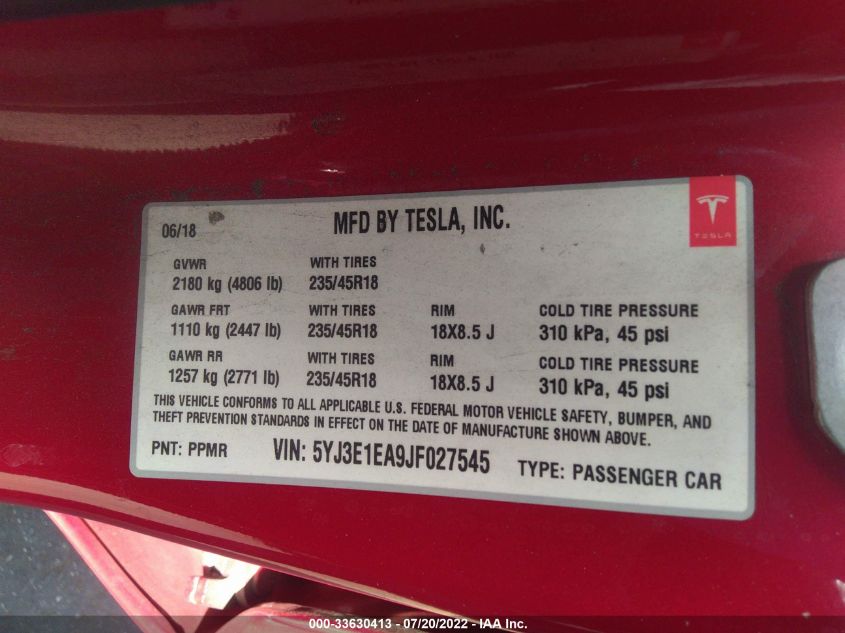 06/18
MFD BY TESLA, INC.
TESLA
GVWR WITH TIRES
2180 kg (4806 lb) 235/45R18
GAWR FRT WITH TIRES RIM COLD TIRE PRESSURE
1110 kg (2447 lb) 235/45R18 18X8.5 J 310 kPa, 45 psi
GAWR RR WITH TIRES RIM COLD TIRE PRESSURE
1257 kg (2771 lb) 235/45R18 18X8.5 J 310 kPa, 45 psi
THIS VEHICLE CONFORMS TO ALL APPLICABLE U.S. FEDERAL MOTOR VEHICLE SAFETY, BUMPER, AND
THEFT PREVENTION STANDARDS IN EFFECT ON THE DATE OF MANUFACTURE SHOWN ABOVE.
PNT: PPMR VIN: 5YJ3E1EA9JF027545 TYPE: PASSENGER CAR
000-33630413 - 07/20/2022 - IAA Inc.